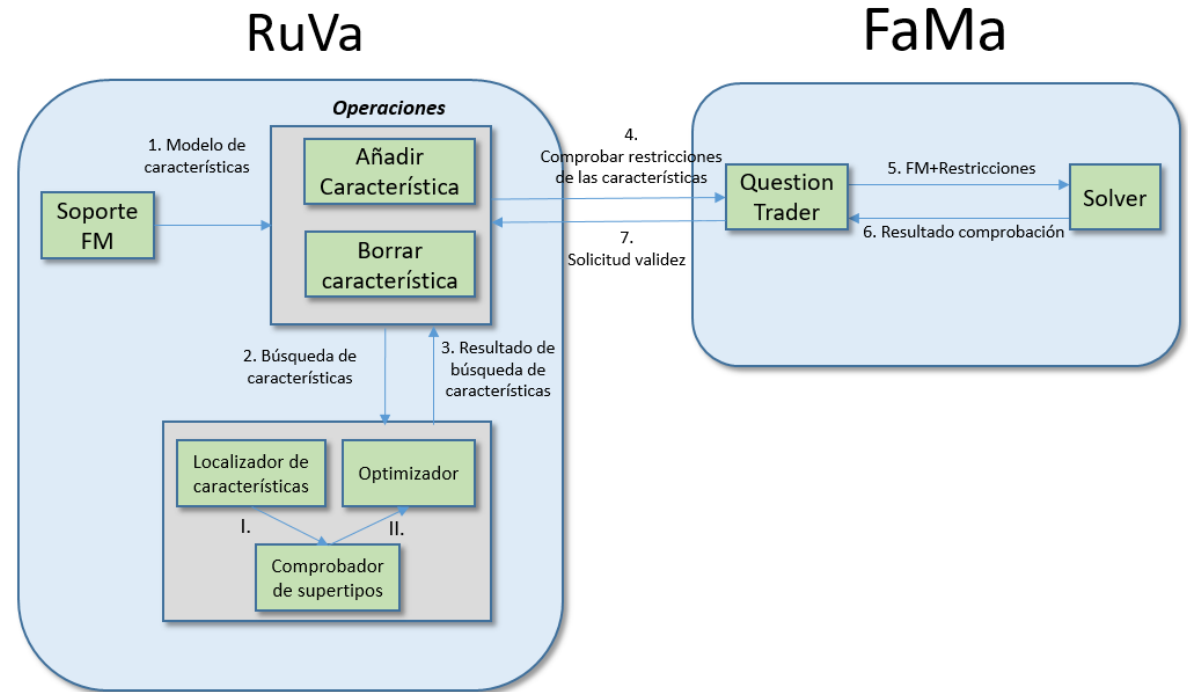 RuVa
FaMa
Operaciones
1. Modelo de
características
Añadir
Característica
Borrar
característica
Soporte
FM
4.
Comprobar restricciones
de las características
7.
Solicitud validez
Question
Trader
5. FM+Restricciones
6. Resultado comprobación
Solver
2. Búsqueda de
características
3. Resultado de
búsqueda de
características
Localizador de
características
Optimizador
I.
II.
Comprobador
de supertipos